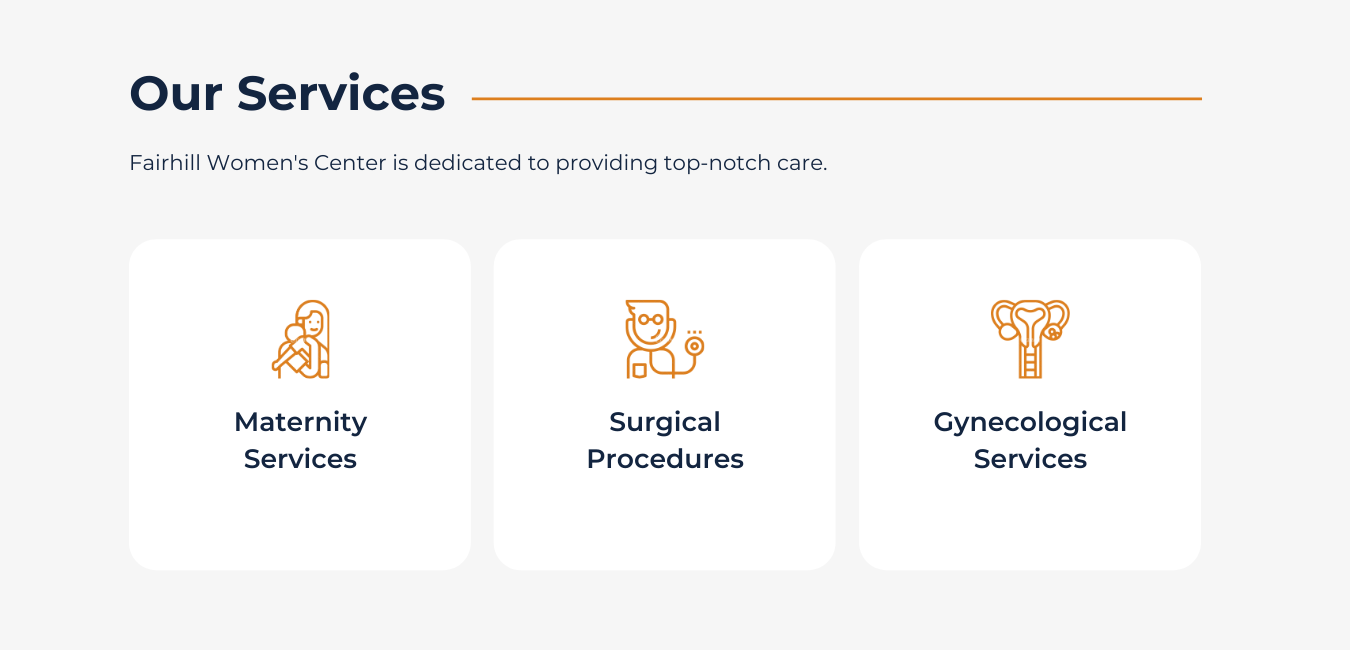 Our Services
Fairhill Women's Center is dedicated to providing top-notch care.
Maternity
Services
Surgical
Procedures
Gynecological
Services